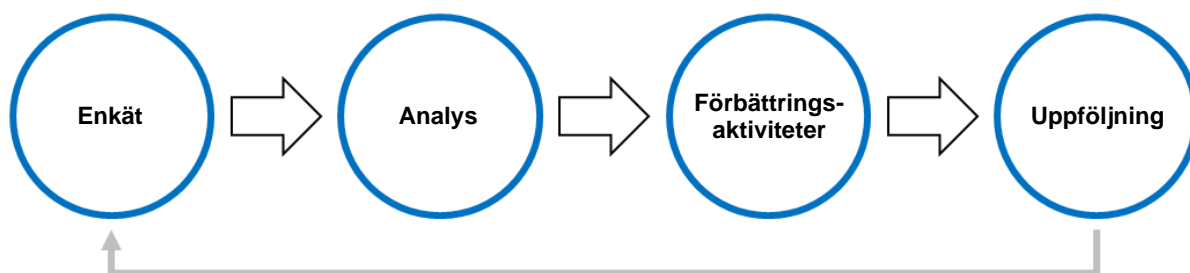 Enkät
Analys
Förbättrings-
aktiviteter
Uppföljning